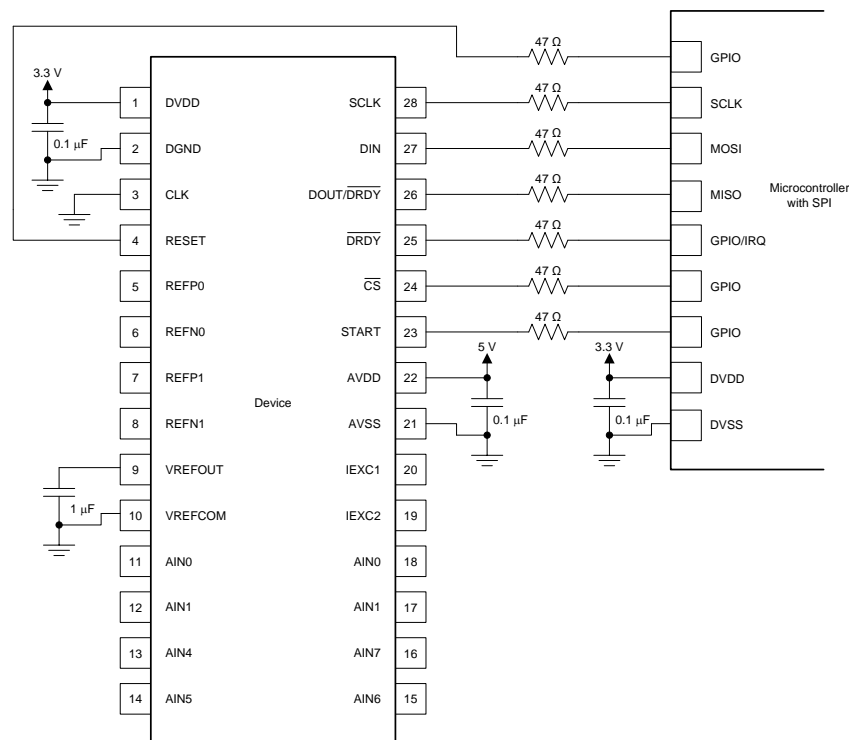 47 Ω
GPIO
3.3 V
0.1 μF
1 DVDD SCLK 28 47 Ω SCLK
2 DGND DIN 27 47 Ω MOSI
3 CLK DOUT/DRDY 26 47 Ω MISO
Microcontroller
with SPI
4 RESET DRDY 25 47 Ω GPIO/IRQ
5 REFP0 CS 24 47 Ω GPIO
6 REFN0 START 23 47 Ω GPIO
5 V
3.3 V
7 REFP1 AVDD 22 DVDD
Device
0.1 μF
0.1 μF
8 REFN1 AVSS 21 DVSS
9 VREFOUT IEXC1 20
1 μF
10 VREFCOM IEXC2 19
11 AIN0 AIN0 18
12 AIN1 AIN1 17
13 AIN4 AIN7 16
14 AIN5 AIN6 15